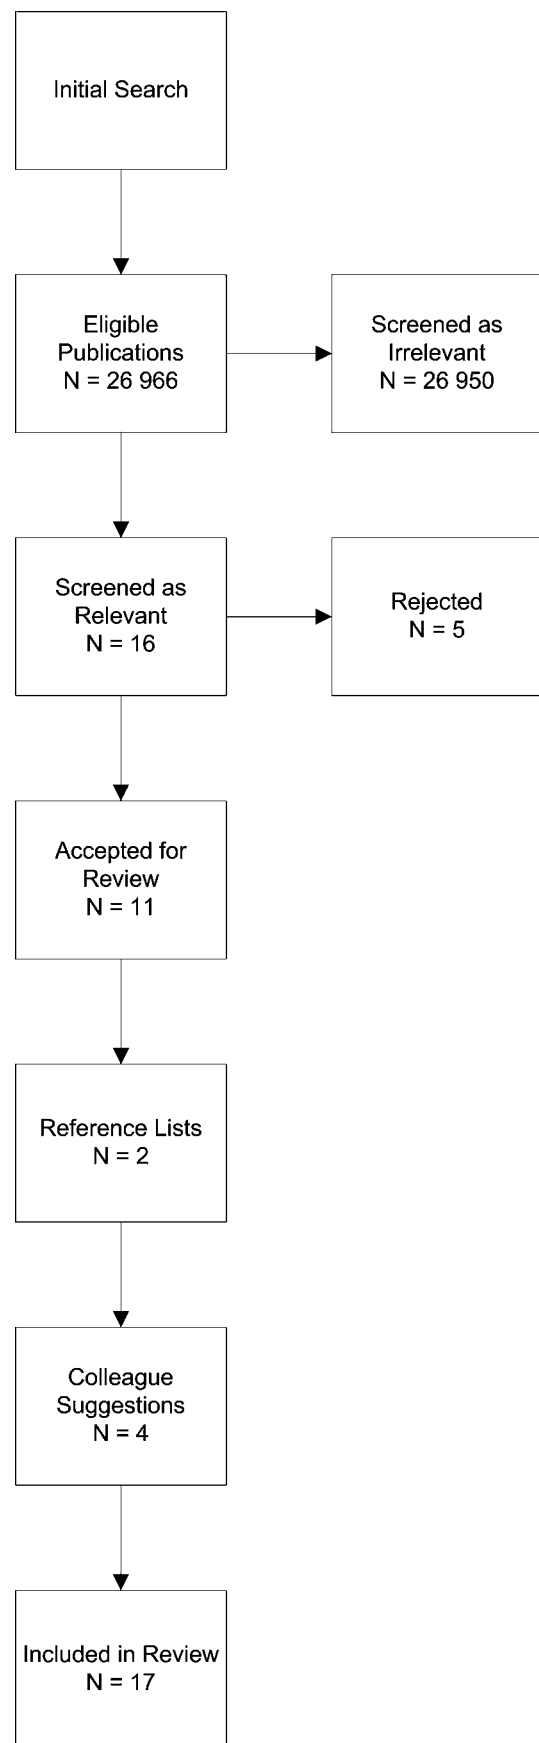 Initial Search
Eligible
Publications
N = 26 966
Screened as
Irrelevant
N = 26 950
Screened as
Relevant
N = 16
Rejected
N = 5
Accepted for
Review
N = 11
Reference Lists
N = 2
Colleague
Suggestions
N = 4
Included in Review
N = 17